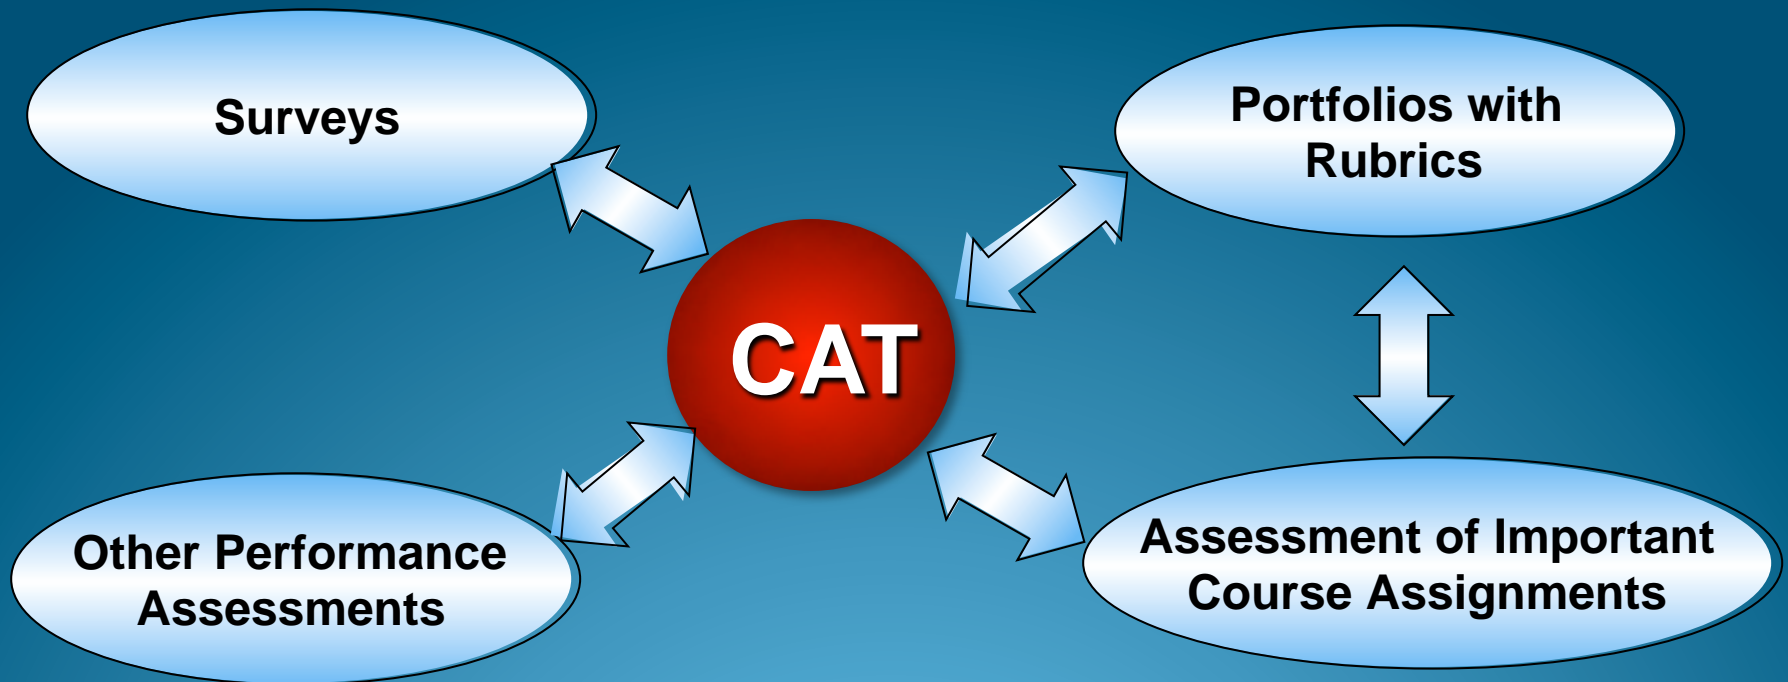 Surveys
Portfolios with
Rubrics
CAT
Other Performance
Assessments
Assessment of Important
Course Assignments